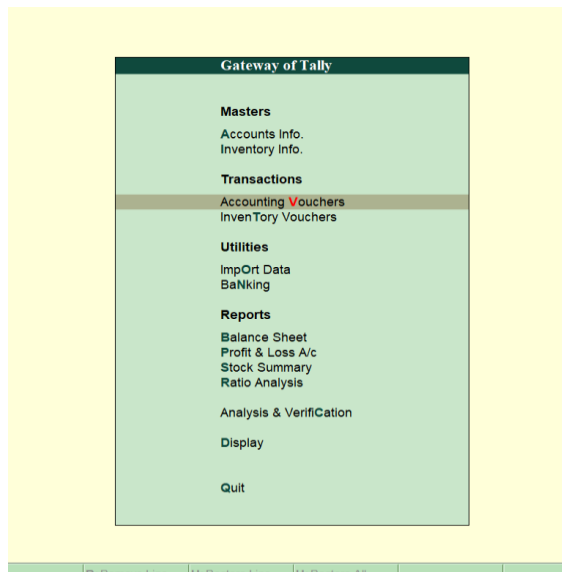 Gateway of Tally
Masters
Accounts Info.
Inventory Info.
Transactions
Accounting Vouchers
InvenTory Vouchers
Utilities
ImpOrt Data
BaNking
Reports
Balance Sheet
Profit & Loss A/c
Stock Summary
Ratio Analysis
Analysis & VerifiCation
Display
Quit